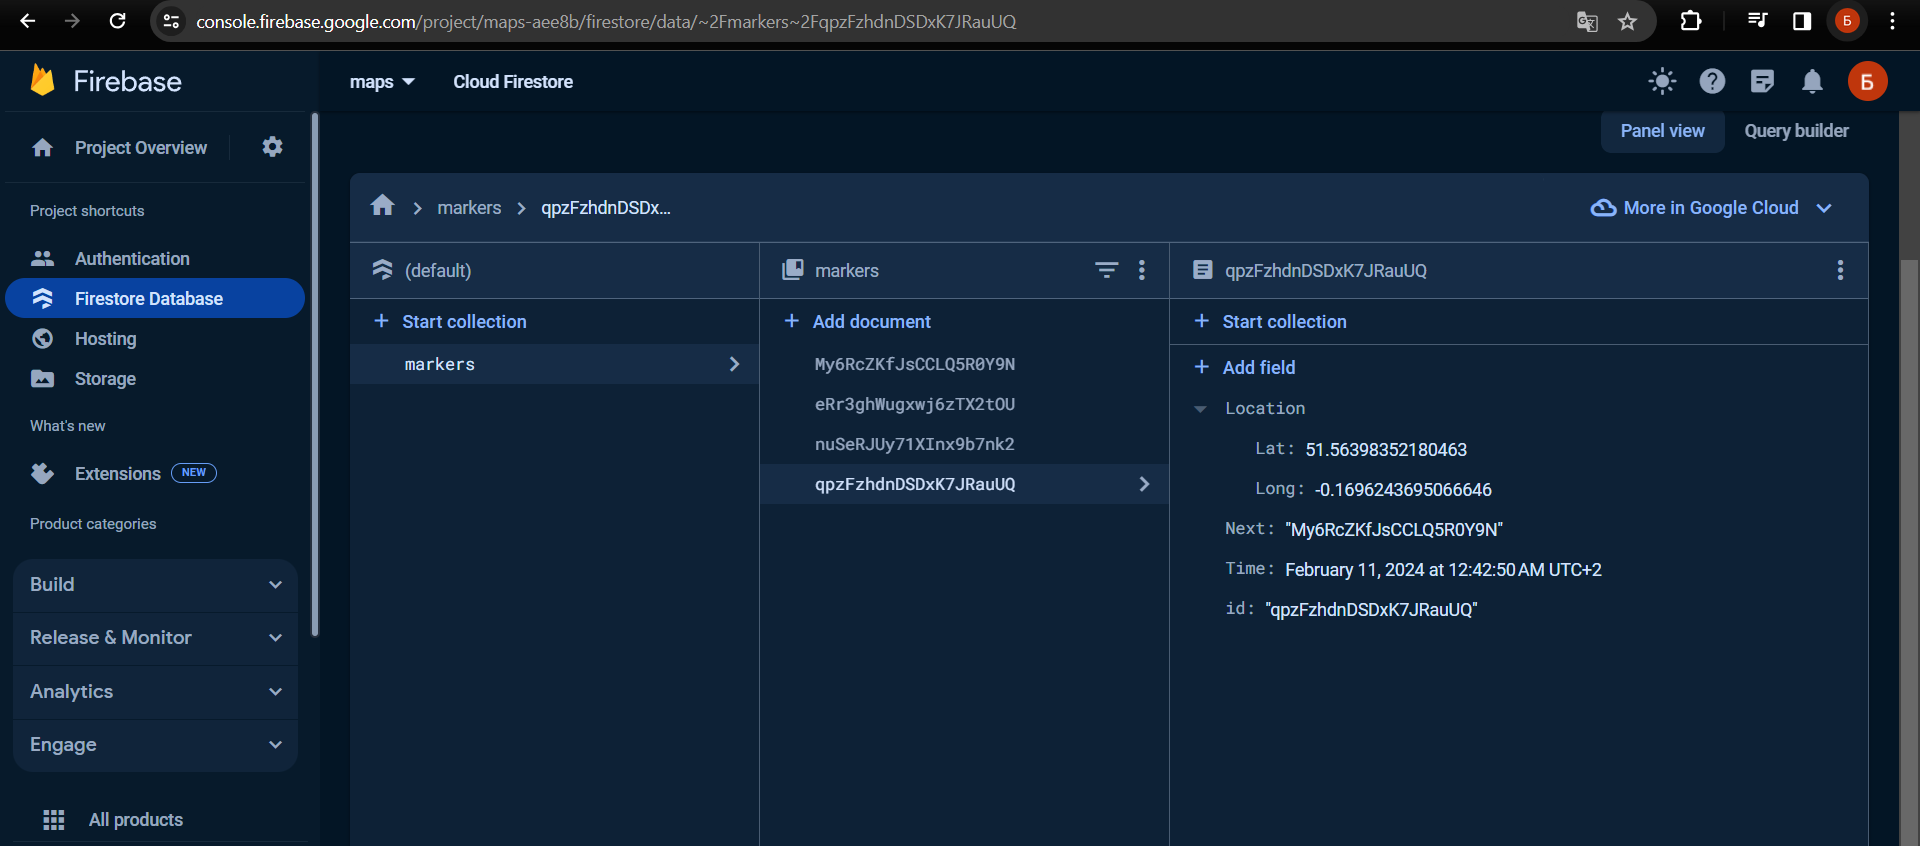 console.firebase.google.com/project/maps-aee8b/firestore/data/~2Fmarkers~2FqpzFzhdnDSDxK7JRauUQ
Б
Firebase
maps
Cloud Firestore
Б
Project Overview
Panel view
Query builder
Project shortcuts
markers
qpzFzhdnDSDx...
More in Google Cloud
Authentication
(default)
markers
qpzFzhdnDSDxK7JRauUQ
Firestore Database
Start collection
Add document
Start collection
Hosting
markers
My6RcZKfJsCCLQ5R0Y9N
Add field
Storage
eRr3ghWugxwj6zTX2tOU
Location
What's new
nuSeRJUy71XInx9b7nk2
Lat: 51.56398352180463
Extensions NEW
qpzFzhdnDSDxK7JRauUQ
Long: -0.1696243695066646
Product categories
Next: "My6RcZKfJsCCLQ5R0Y9N"
Build
Time: February 11, 2024 at 12:42:50 AM UTC+2
id: "qpzFzhdnDSDxK7JRauUQ"
Release & Monitor
Analytics
Engage
All products